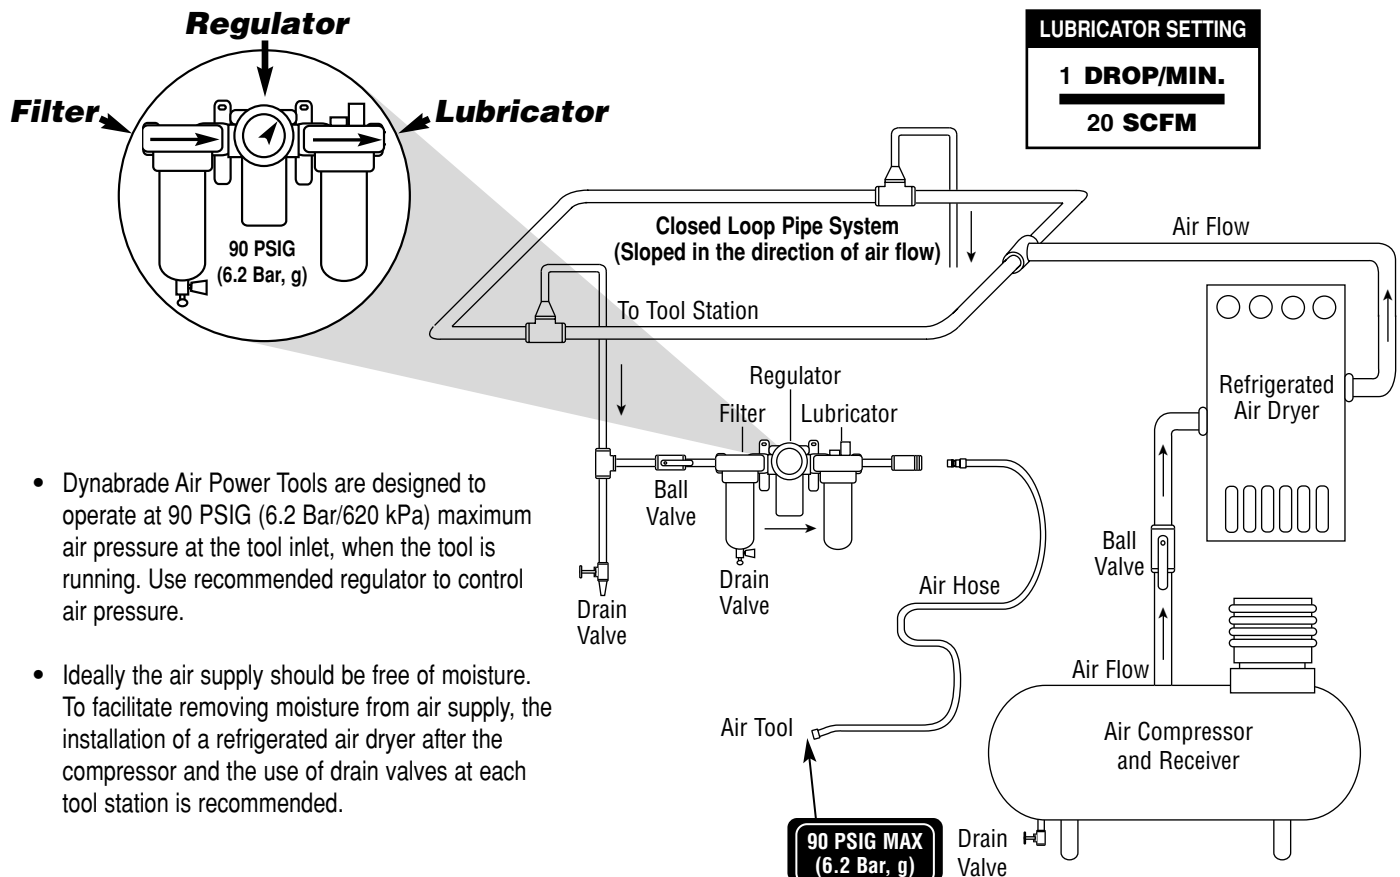 Regulator
Filter
Lubricator
90 PSIG
(6.2 Bar, g)
LUBRICATOR SETTING
1 DROP/MIN.
20 SCFM
Closed Loop Pipe System
(Sloped in the direction of air flow)
Air Flow
To Tool Station
Refrigerated
Air Dryer
Regulator
Filter
Lubricator
Ball
Valve
Drain
Valve
Drain
Valve
Air Hose
Ball
Valve
Air Flow
Air Tool
Air Compressor
and Receiver
90 PSIG MAX
(6.2 Bar, g)
Drain
Valve
• Dynabrade Air Power Tools are designed to
operate at 90 PSIG (6.2 Bar/620 kPa) maximum
air pressure at the tool inlet, when the tool is
running. Use recommended regulator to control
air pressure.
• Ideally the air supply should be free of moisture.
To facilitate removing moisture from air supply, the
installation of a refrigerated air dryer after the
compressor and the use of drain valves at each
tool station is recommended.